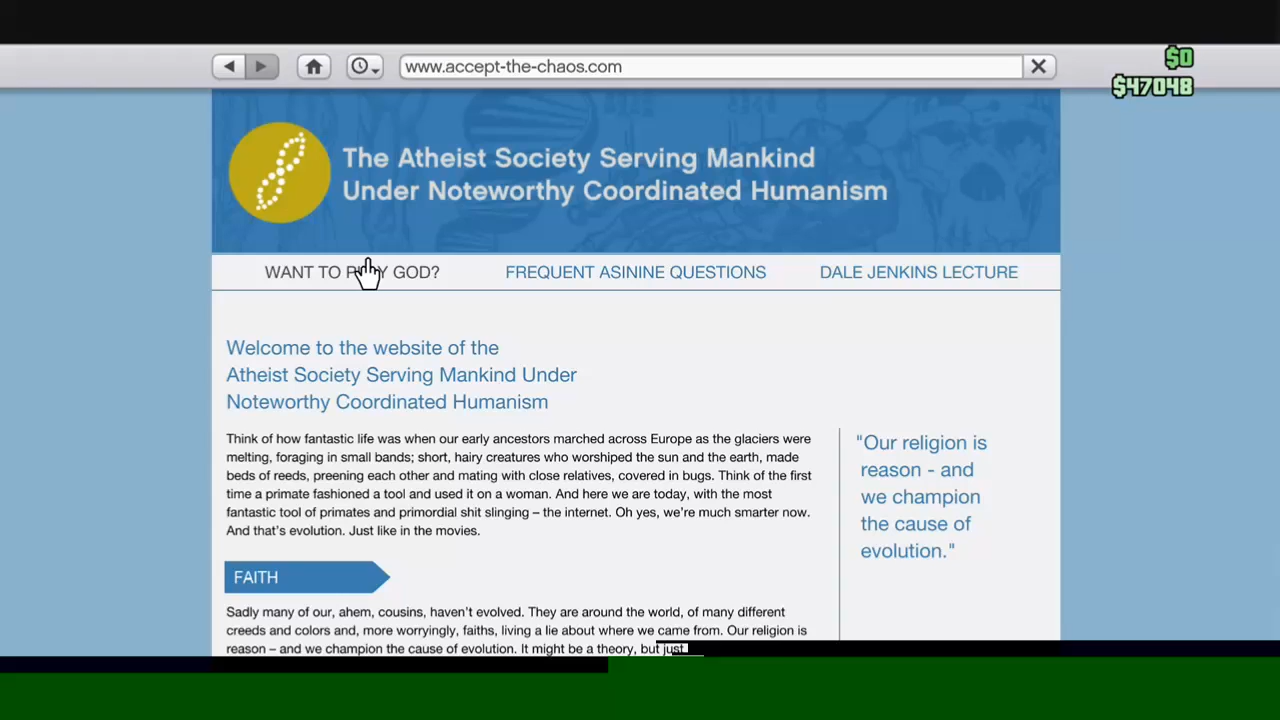 www.accept-the-chaos.com
$0
$47048
The Atheist Society Serving Mankind
Under Noteworthy Coordinated Humanism
WANT TO GOD?
FREQUENT ASININE QUESTIONS
DALE JENKINS LECTURE
Welcome to the website of the
Atheist Society Serving Mankind Under
Noteworthy Coordinated Humanism
Think of how fantastic life was when our early ancestors marched across Europe as the glaciers were
melting, foraging in small bands; short, hairy creatures who worshiped the sun and the earth, made
beds of reeds, preening each other and mating with close relatives, covered in bugs. Think of the first
time a primate fashioned a tool and used it on a woman. And here we are today, with the most
fantastic tool of primates and primordial shit slinging – the internet. Oh yes, we're much smarter now.
And that's evolution. Just like in the movies.
"Our religion is
reason - and
we champion
the cause of
evolution."
FAITH
Sadly many of our, ahem, cousins, haven't evolved. They are around the world, of many different
creeds and colors and, more worryingly, faiths, living a lie about where we came from. Our religion is
reason – and we champion the cause of evolution. It might be a theory, but just